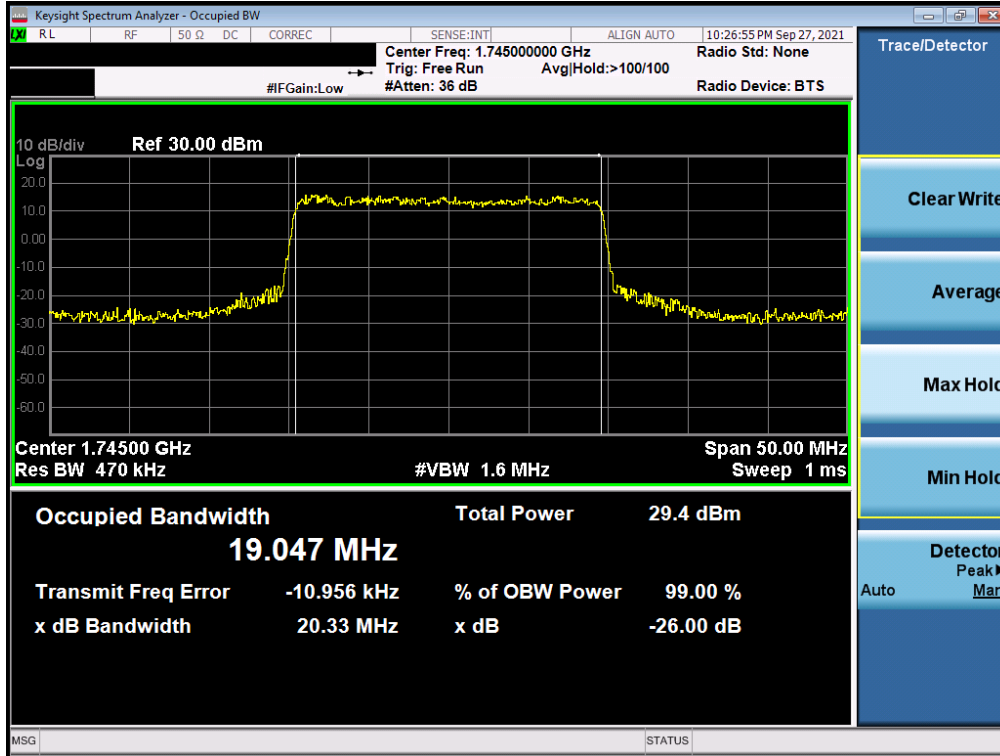 Keysight Spectrum Analyzer - Occupied BW
LXI RL RF 50 Ω DC CORREC SENSE:INT ALIGN AUTO 10:26:55 PM Sep 27, 2021
Center Freq: 1.745000000 GHz Radio Std: None
Trig: Free Run Avg|Hold:>100/100
#IFGain:Low #Atten: 36 dB Radio Device: BTS
10 dB/div Ref 30.00 dBm
Log
20.0
10.0
0.00
-10.0
-20.0
-30.0
-40.0
-50.0
-60.0
Center 1.74500 GHz Span 50.00 MHz
Res BW 470 kHz #VBW 1.6 MHz Sweep 1 ms
Occupied Bandwidth Total Power 29.4 dBm
19.047 MHz
Transmit Freq Error -10.956 kHz % of OBW Power 99.00 %
x dB Bandwidth 20.33 MHz x dB -26.00 dB
MSG STATUS
Trace/Detector
Clear Write
Average
Max Hold
Min Hold
Detector
Peak
Auto Man